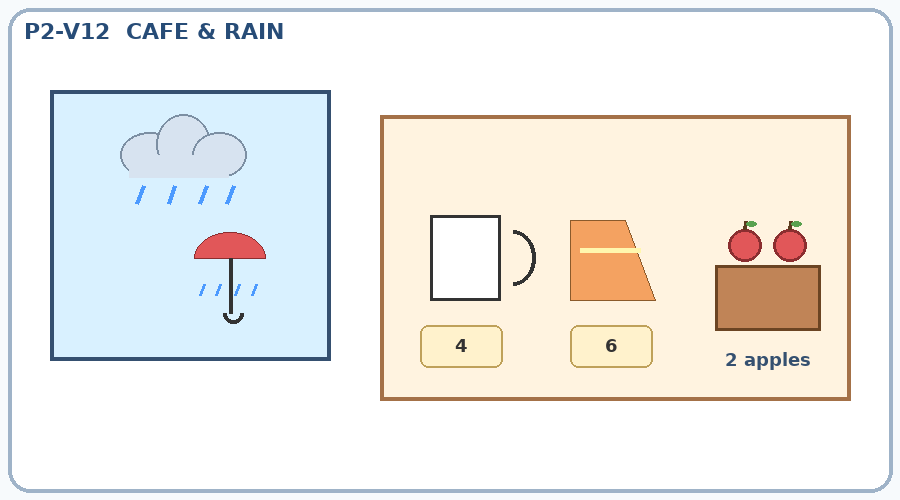 P2-V12  CAFE & RAIN
4
6
2 apples